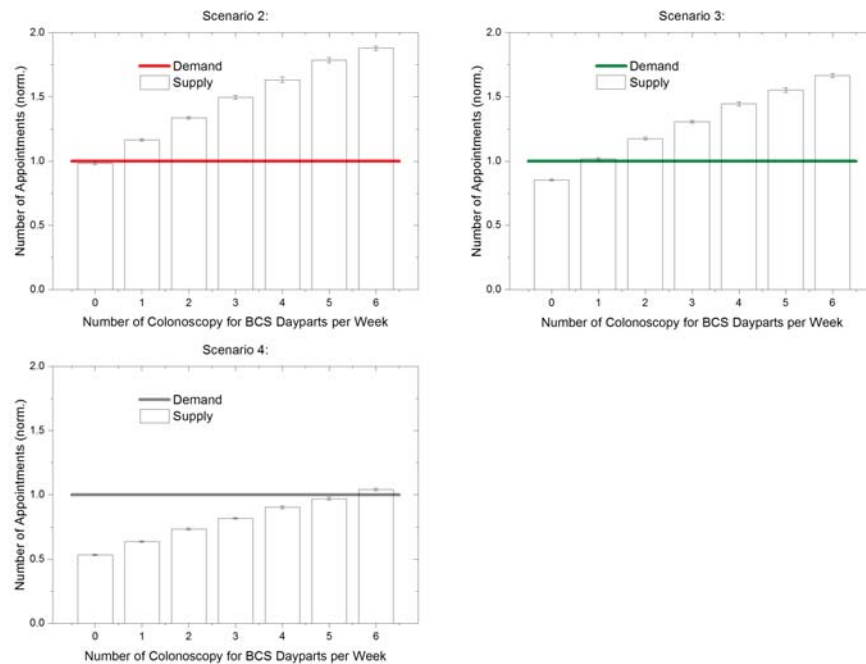 Scenario 2:
Number of Appointments (norm.)
2.0
1.5
1.0
0.5
0.0
Demand
Supply
0 1 2 3 4 5 6
Number of Colonoscopy for BCS Dayparts per Week
Scenario 3:
Number of Appointments (norm.)
2.0
1.5
1.0
0.5
0.0
Demand
Supply
0 1 2 3 4 5 6
Number of Colonoscopy for BCS Dayparts per Week
Scenario 4:
Number of Appointments (norm.)
2.0
1.5
1.0
0.5
0.0
Demand
Supply
0 1 2 3 4 5 6
Number of Colonoscopy for BCS Dayparts per Week